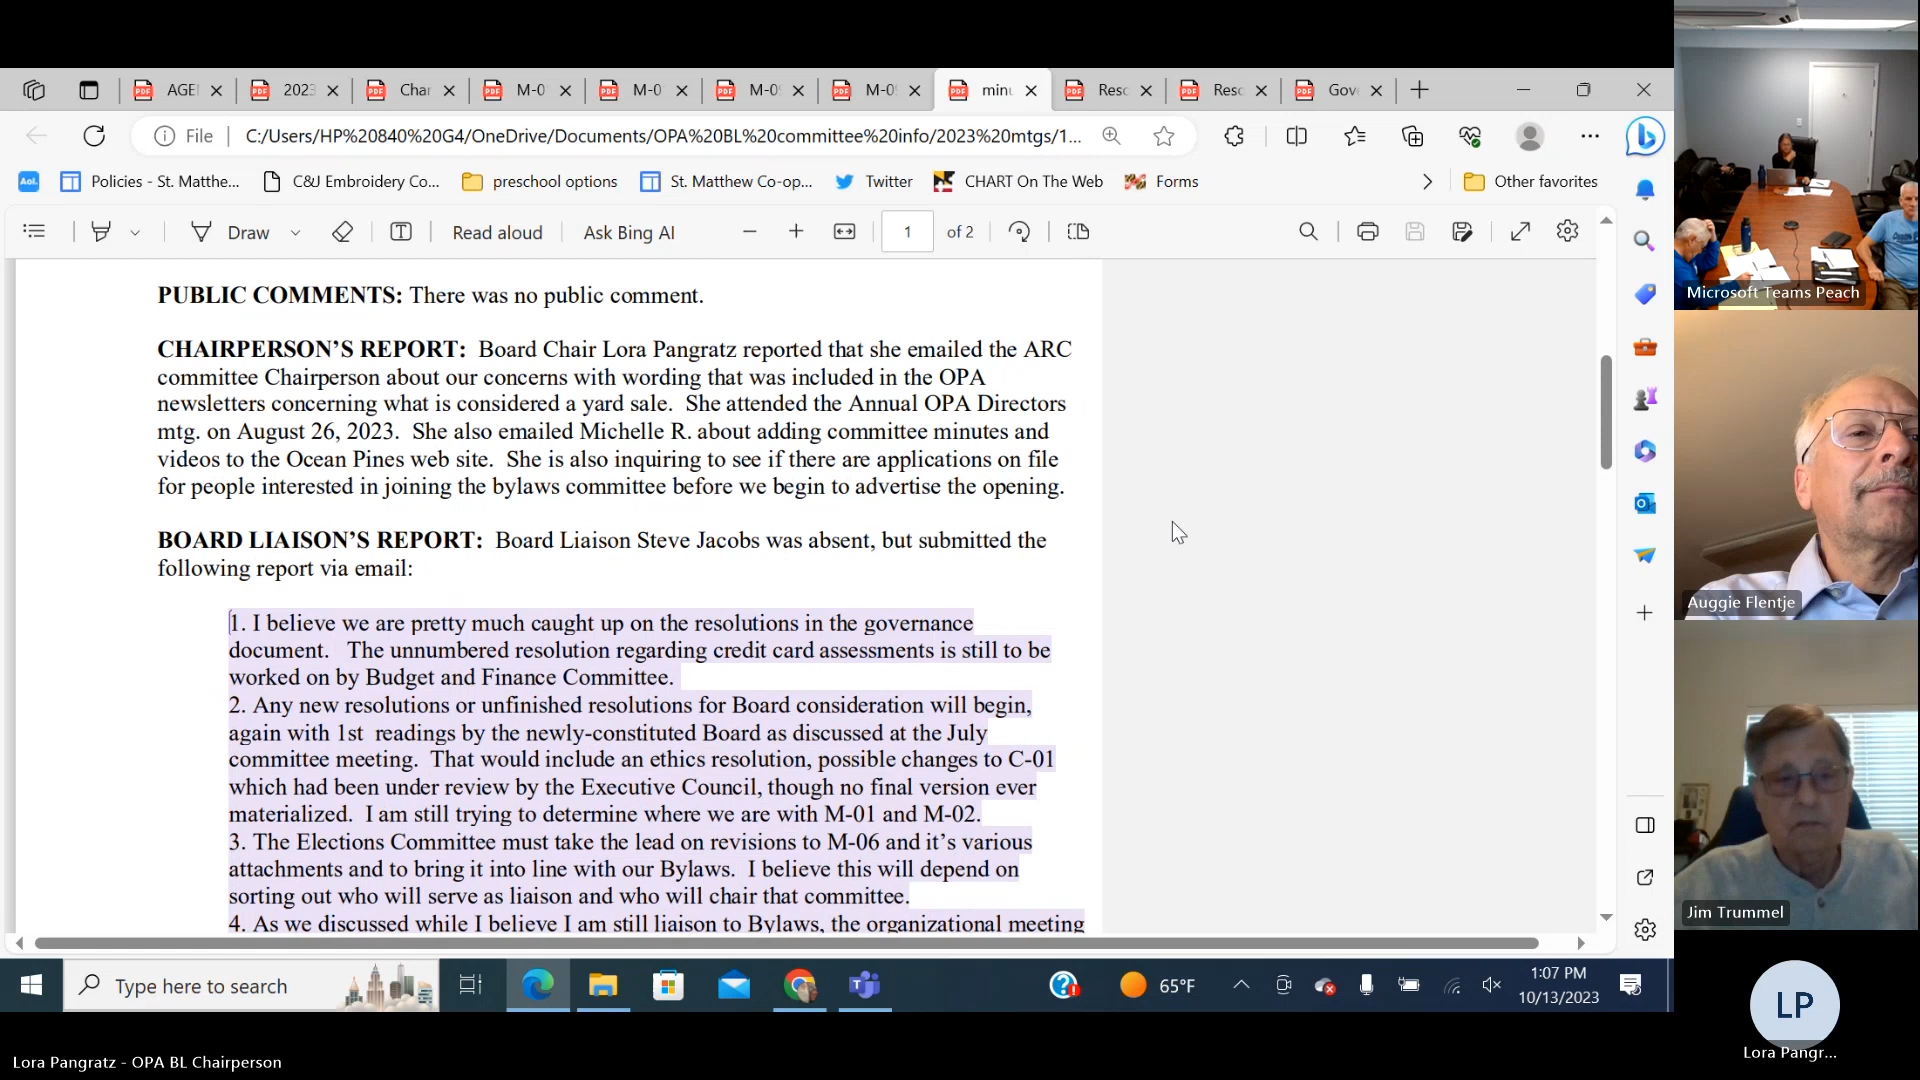 AGE
2023
Char
M-0
M-0
M-0
M-0
minu
Reso
Reso
Gove
File
C:/Users/HP%20840%20G4/OneDrive/Documents/OPA%20BL%20committee%20info/2023%20mtgs/1...
Aol.
Policies - St. Matthe...
C&J Embroidery Co...
preschool options
St. Matthew Co-op...
Twitter
CHART On The Web
Forms
Other favorites
Draw
Read aloud
Ask Bing AI
1
of 2
PUBLIC COMMENTS: There was no public comment.
CHAIRPERSON'S REPORT: Board Chair Lora Pangratz reported that she emailed the ARC
committee Chairperson about our concerns with wording that was included in the OPA
newsletters concerning what is considered a yard sale. She attended the Annual OPA Directors
mtg. on August 26, 2023. She also emailed Michelle R. about adding committee minutes and
videos to the Ocean Pines web site. She is also inquiring to see if there are applications on file
for people interested in joining the bylaws committee before we begin to advertise the opening.
BOARD LIAISON'S REPORT: Board Liaison Steve Jacobs was absent, but submitted the
following report via email:
1. I believe we are pretty much caught up on the resolutions in the governance
document. The unnumbered resolution regarding credit card assessments is still to be
worked on by Budget and Finance Committee.
2. Any new resolutions or unfinished resolutions for Board consideration will begin,
again with 1st readings by the newly-constituted Board as discussed at the July
committee meeting. That would include an ethics resolution, possible changes to C-01
which had been under review by the Executive Council, though no final version ever
materialized. I am still trying to determine where we are with M-01 and M-02.
3. The Elections Committee must take the lead on revisions to M-06 and it's various
attachments and to bring it into line with our Bylaws. I believe this will depend on
sorting out who will serve as liaison and who will chair that committee.
4. As we discussed while I believe I am still liaison to Bylaws, the organizational meeting
Type here to search
65°F
1:07 PM
10/13/2023
Microsoft Teams Peach
Auggie Flentje
Jim Trummel
LP
Lora Pangr...
Lora Pangratz - OPA BL Chairperson